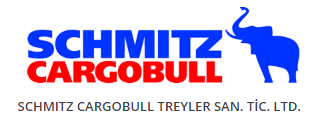 SCHMITZ
CARGOBULL
SCHMITZ CARGOBULL TREYLER SAN. TİC. LTD.